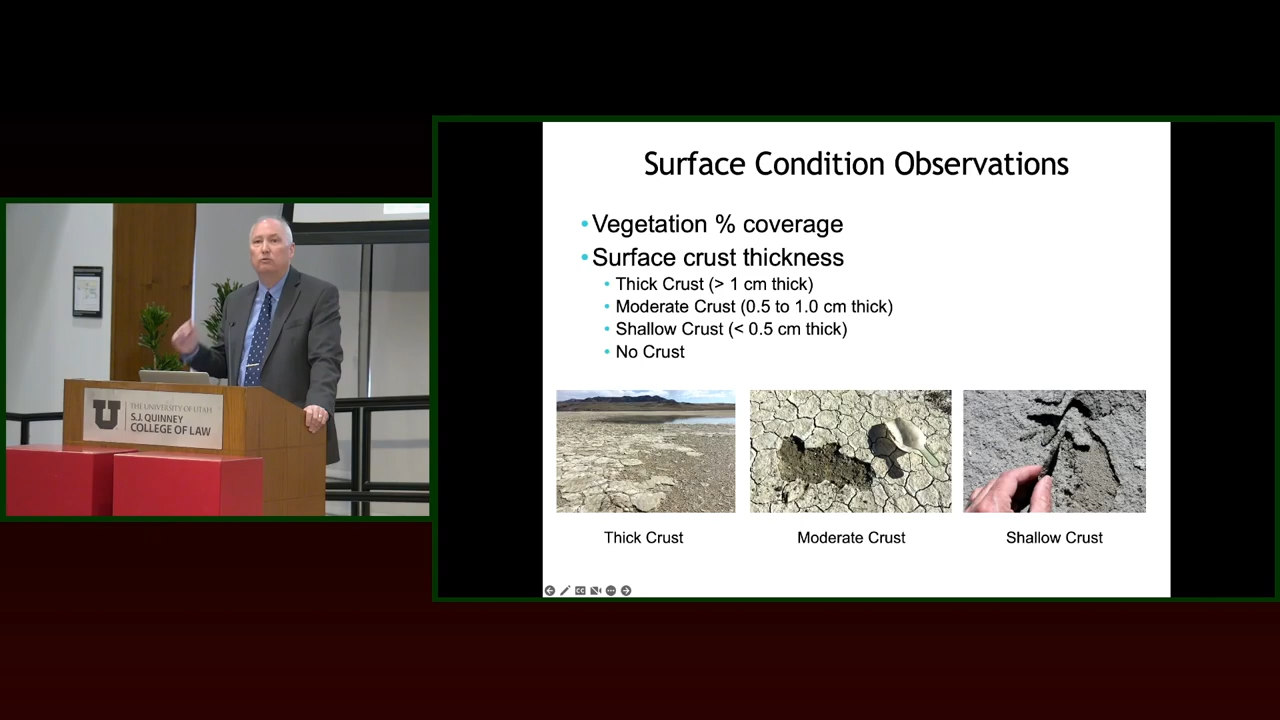 THE UNIVERSITY OF UTAH
S.J. QUINNEY
COLLEGE OF LAW
Surface Condition Observations
• Vegetation % coverage
• Surface crust thickness
• Thick Crust (> 1 cm thick)
• Moderate Crust (0.5 to 1.0 cm thick)
• Shallow Crust (< 0.5 cm thick)
• No Crust
Thick Crust
Moderate Crust
Shallow Crust